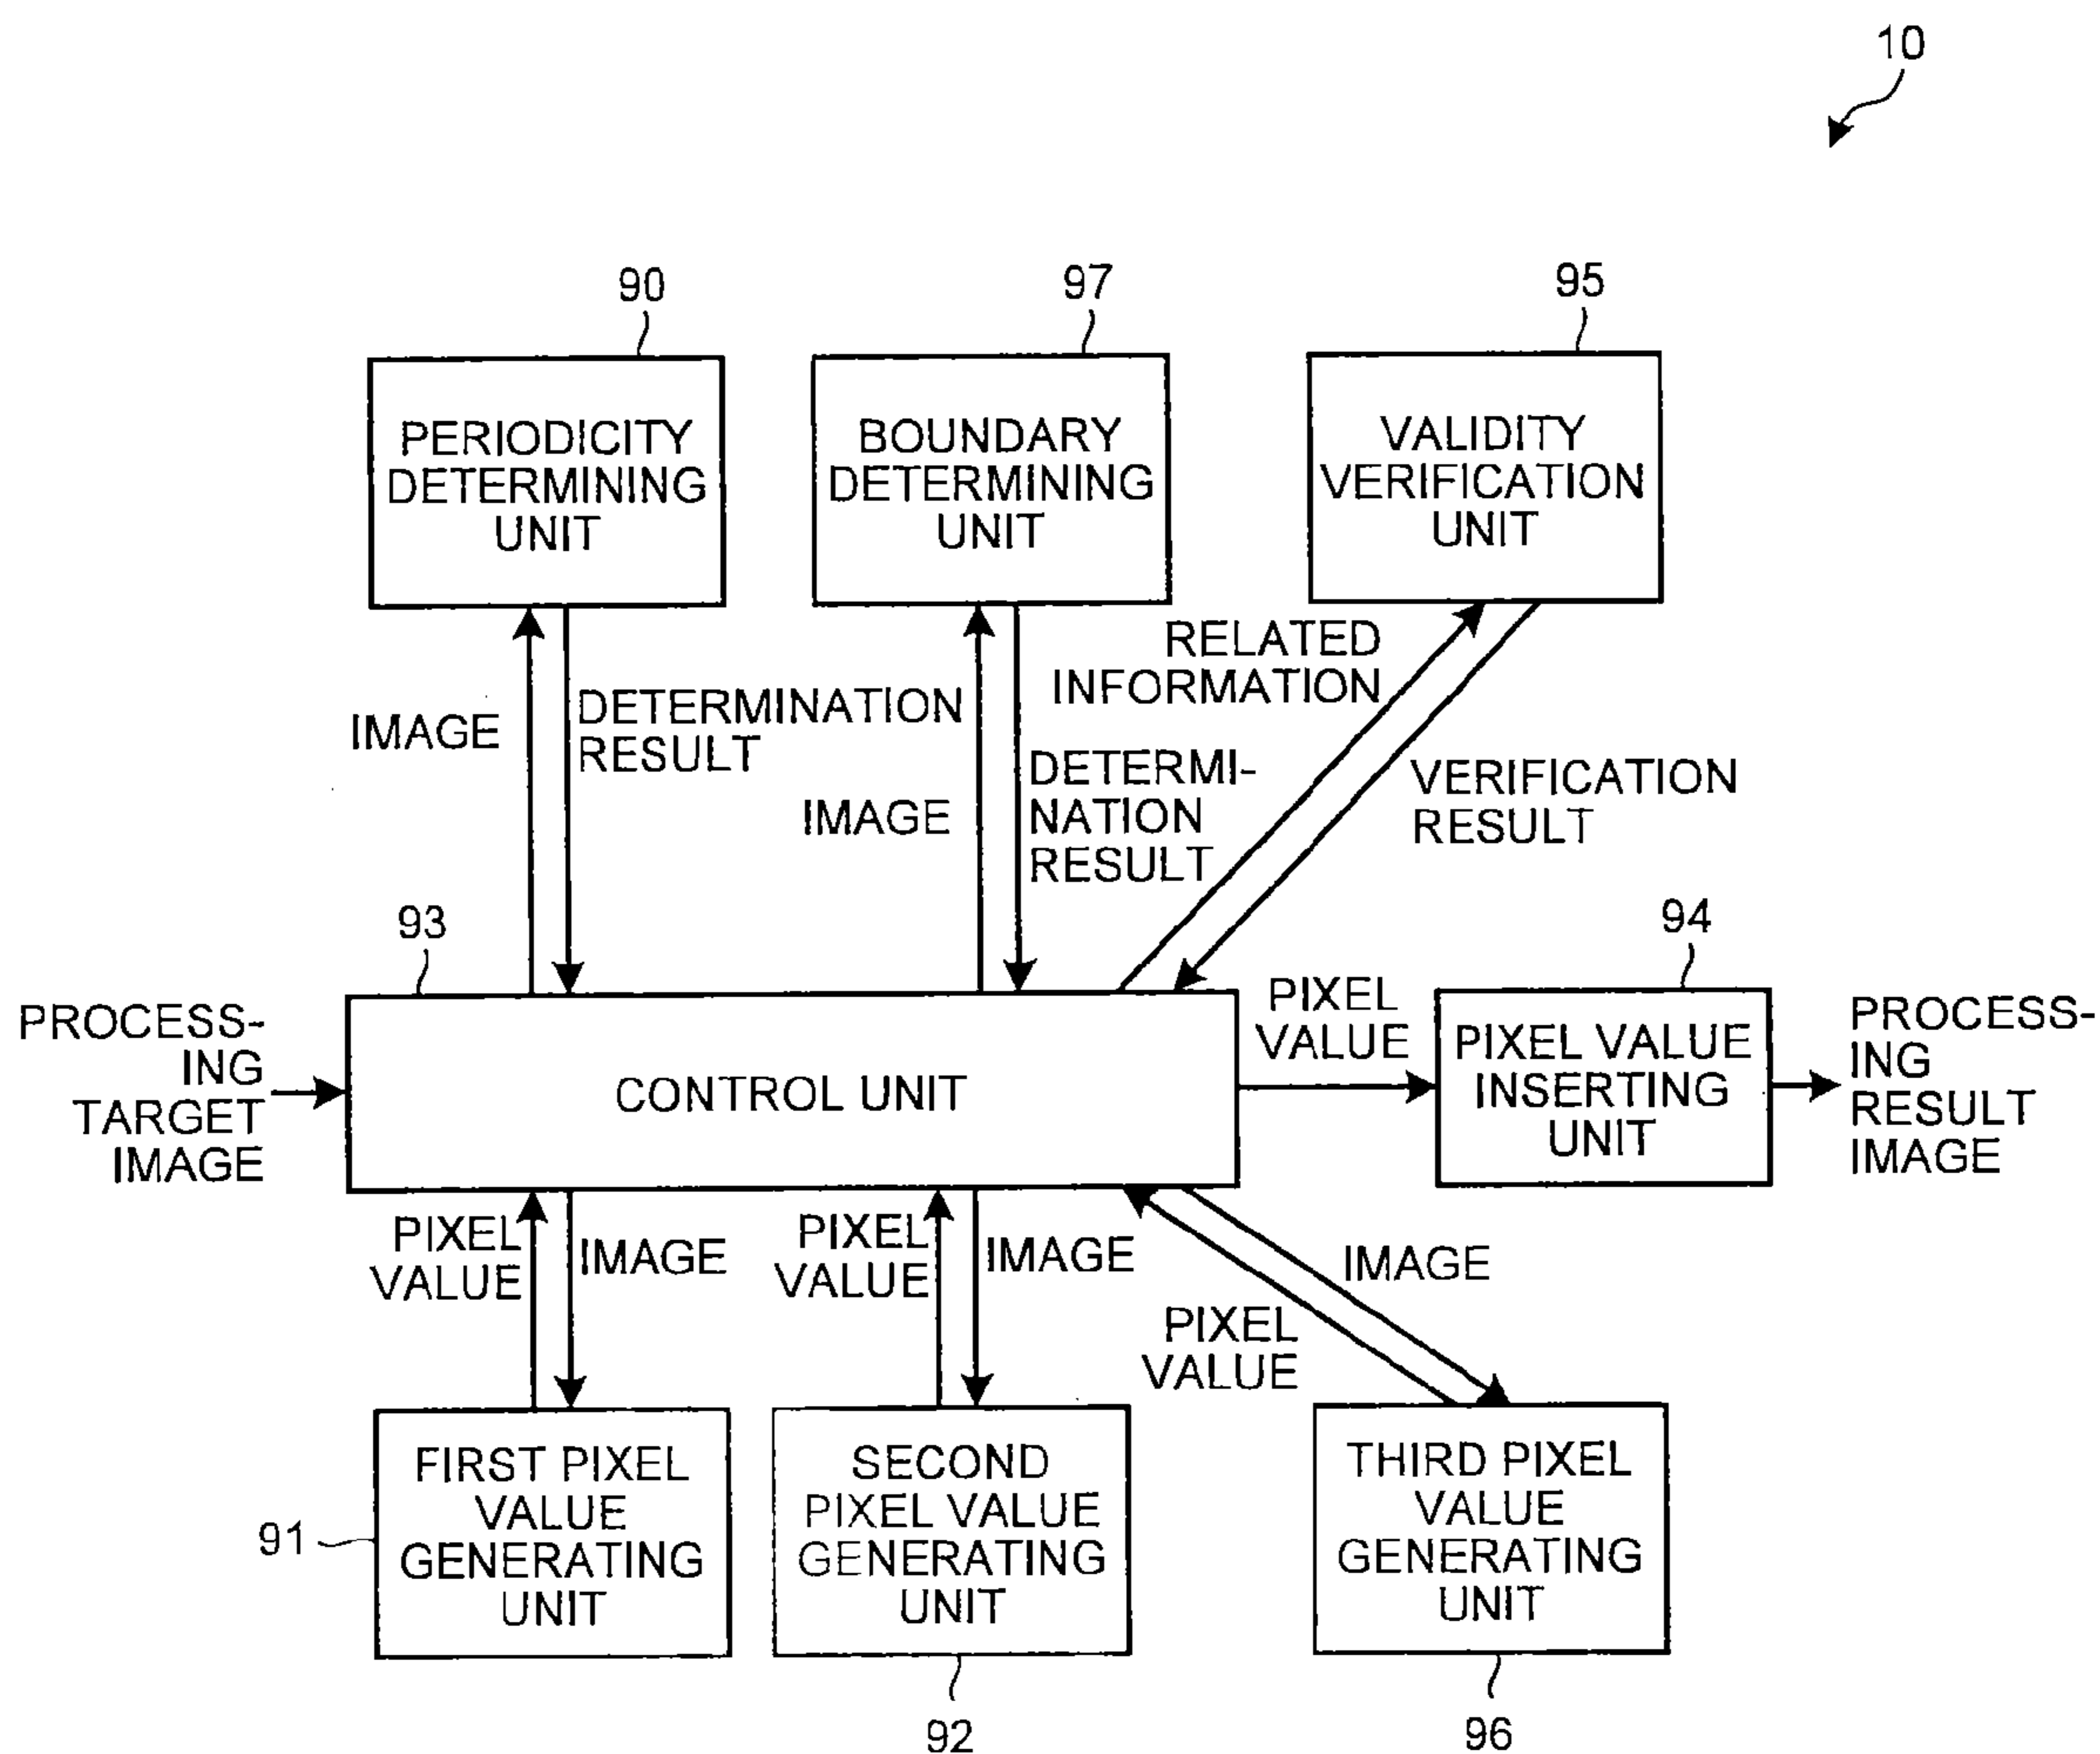 10
90
97
95
PERIODICITY
DETERMINING
UNIT
BOUNDARY
DETERMINING
UNIT
VALIDITY
VERIFICATION
UNIT
IMAGE
DETERMINATION
RESULT
IMAGE
DETERMI-
NATION
RESULT
RELATED
INFORMATION
VERIFICATION
RESULT
93
94
PROCESS-
ING
TARGET
IMAGE
CONTROL UNIT
PIXEL
VALUE
PIXEL VALUE
INSERTING
UNIT
PROCESS-
ING
RESULT
IMAGE
PIXEL
VALUE
IMAGE
PIXEL
VALUE
IMAGE
PIXEL
VALUE
IMAGE
FIRST PIXEL
VALUE
GENERATING
UNIT
91
SECOND
PIXEL VALUE
GENERATING
UNIT
92
THIRD PIXEL
VALUE
GENERATING
UNIT
96